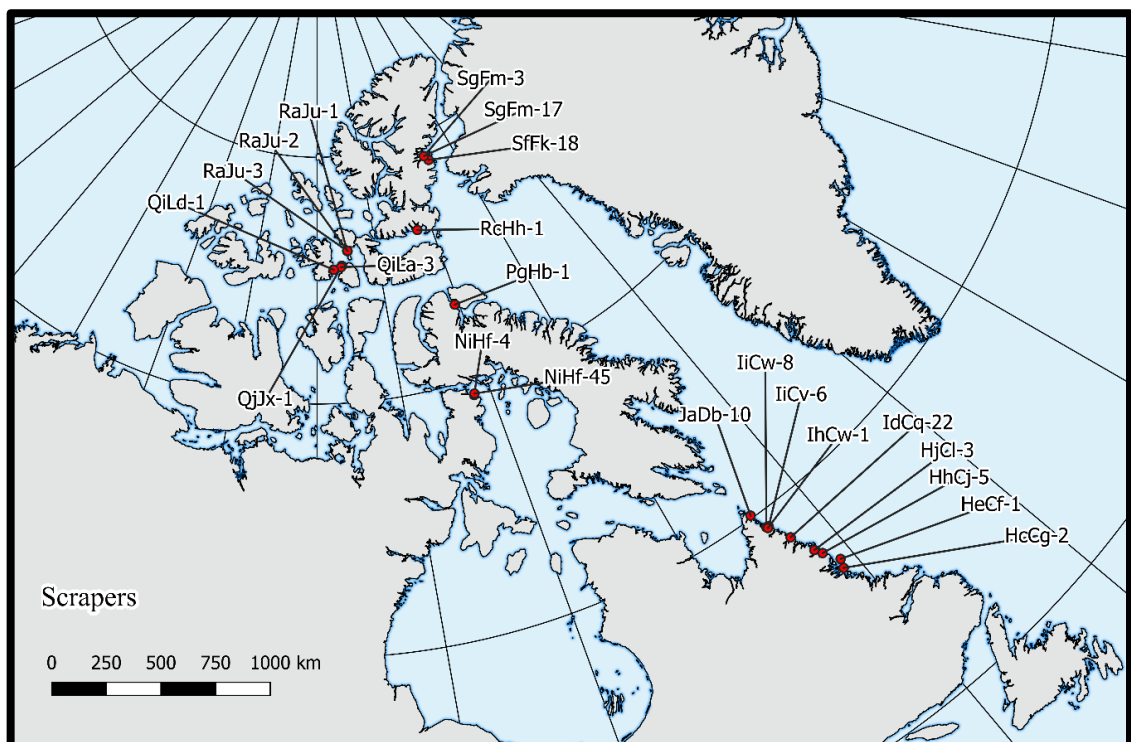 SgFm-3
SgFm-17
SfFk-18
RaJu-1
RaJu-2
RaJu-3
QiLd-1
RcHh-1
QiLa-3
PgHb-1
NiHf-4
NiHf-45
QjJx-1
IiCw-8
IiCv-6
JaDb-10
IhCw-1
IdCq-22
HjCl-3
HhCj-5
HeCf-1
HcCg-2
Scrapers
0 250 500 750 1000 km